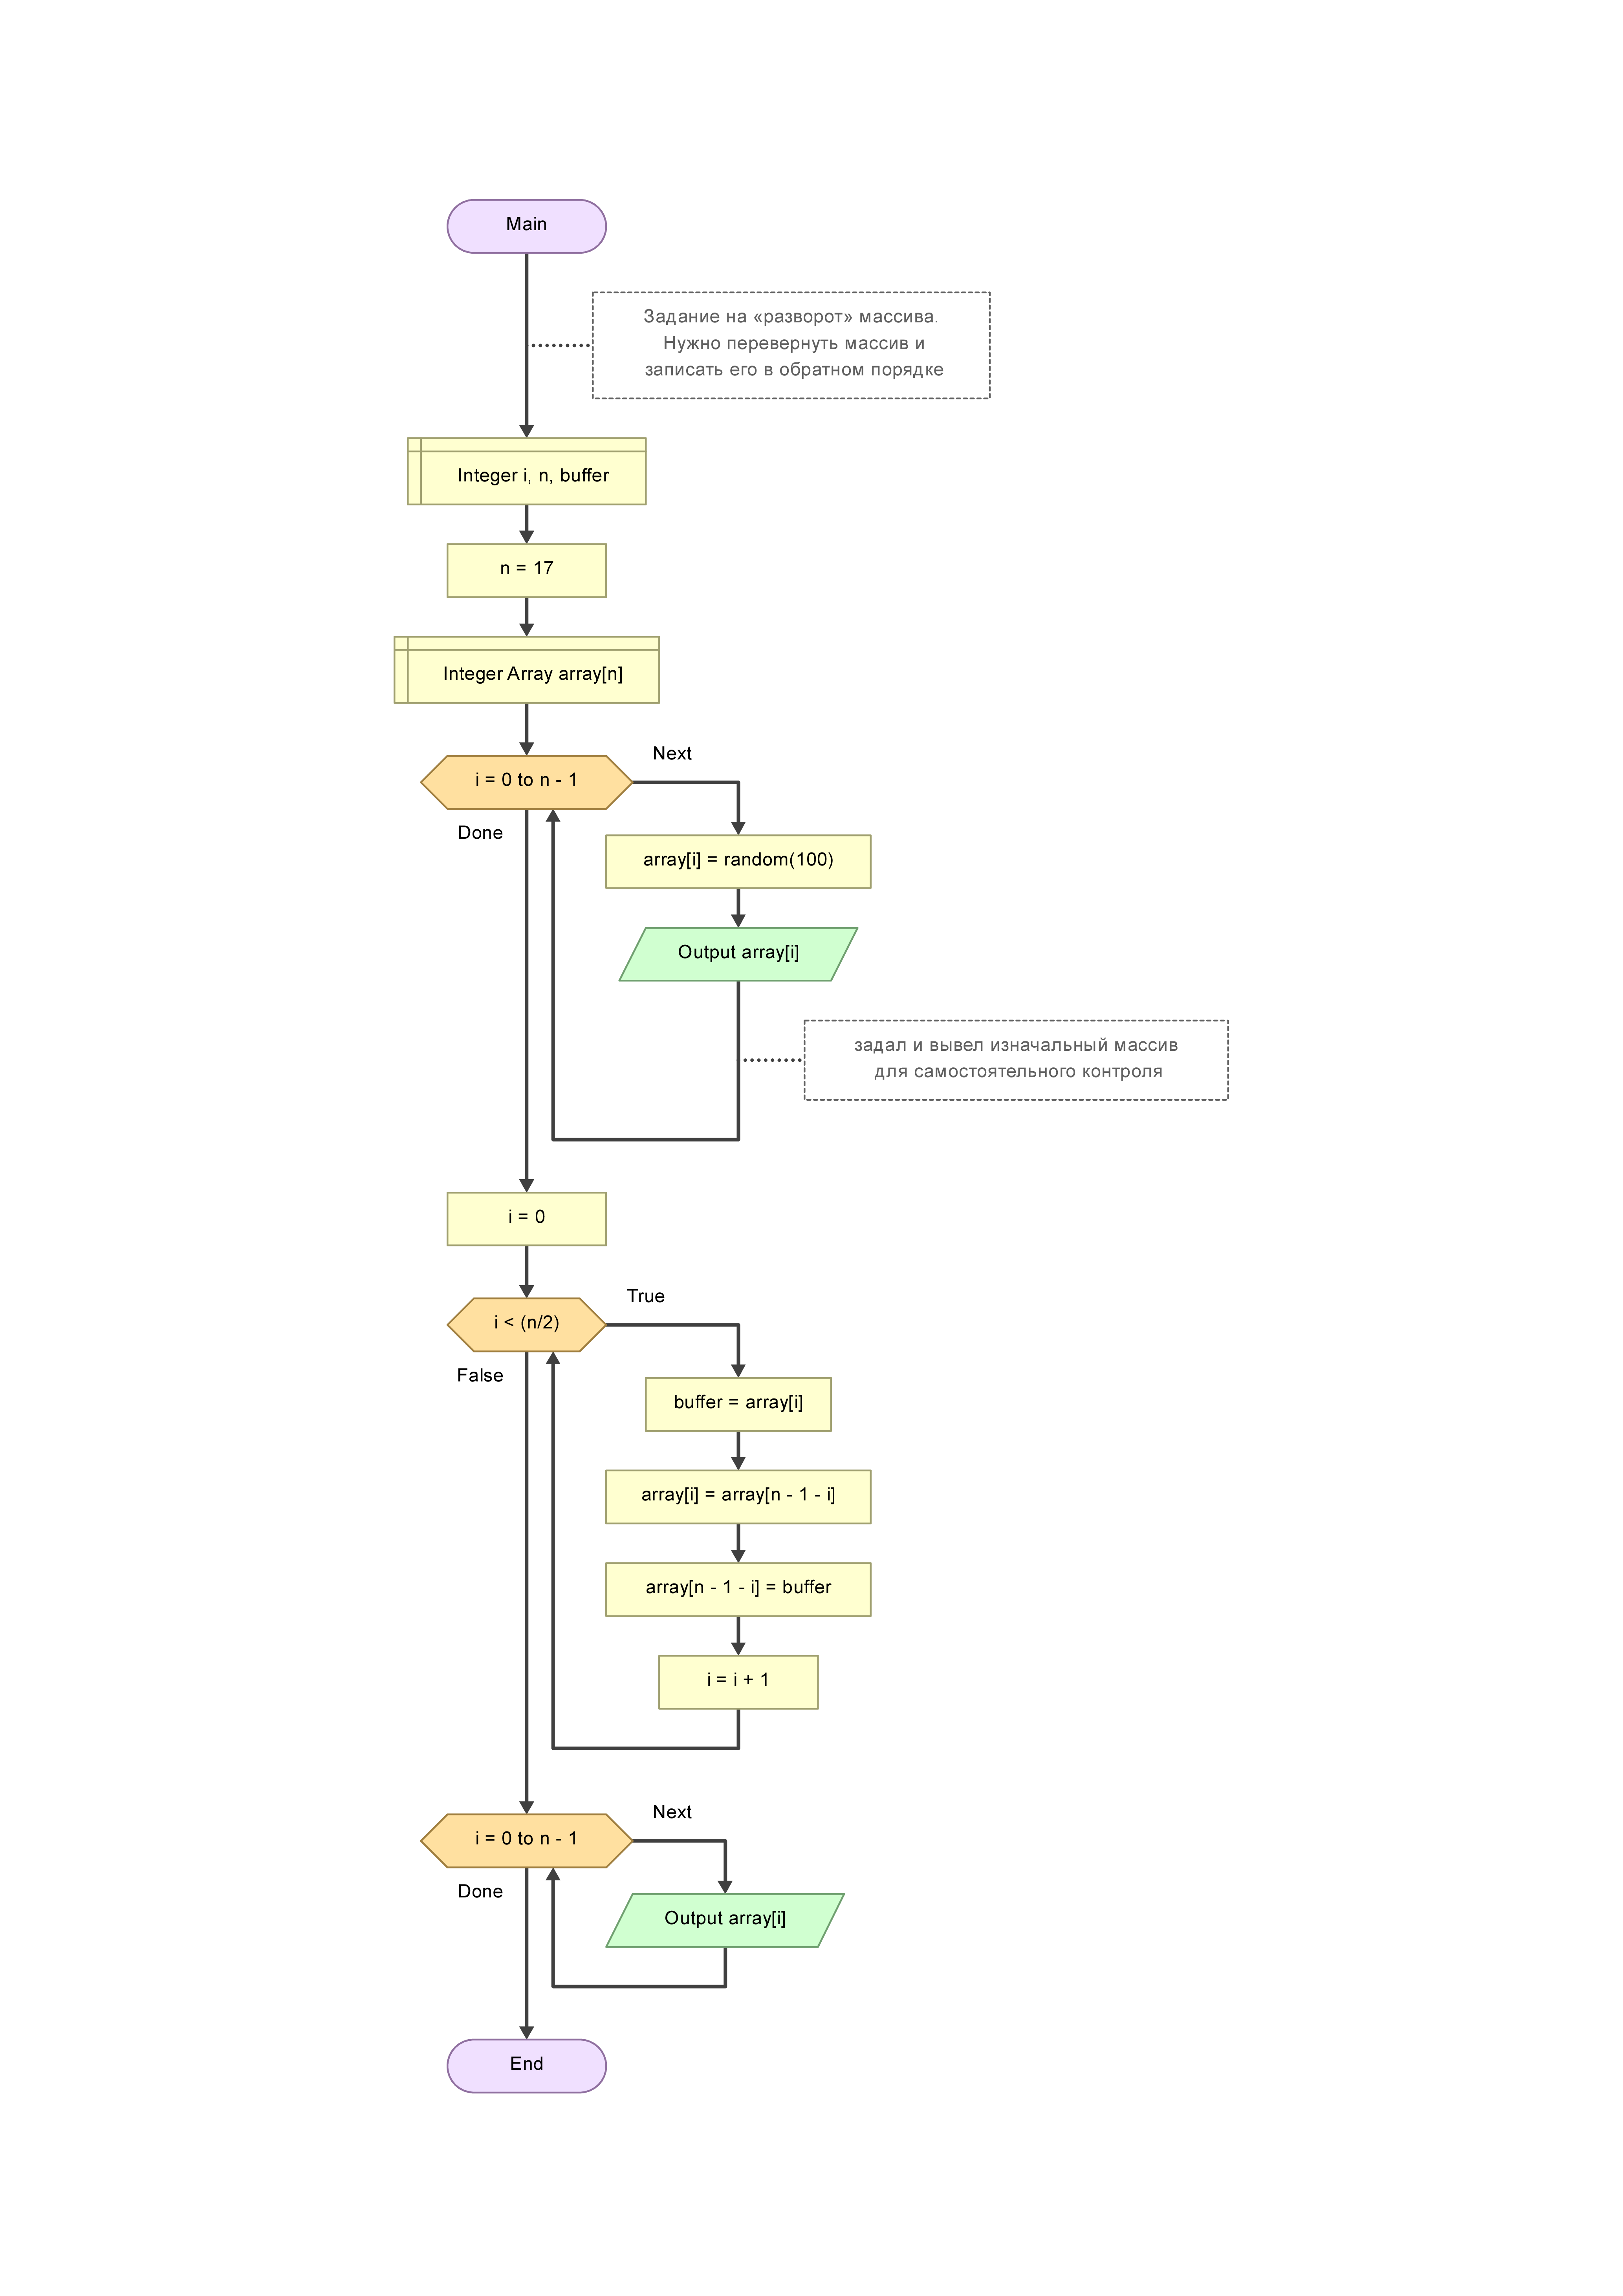 Main
Задание на «разворот» массива.
Нужно перевернуть массив и
записать его в обратном порядке
Integer i, n, buffer
n = 17
Integer Array array[n]
i = 0 to n - 1
Next
Done
array[i] = random(100)
Output array[i]
задал и вывел изначальный массив
для самостоятельного контроля
i = 0
i < (n/2)
True
False
buffer = array[i]
array[i] = array[n - 1 - i]
array[n - 1 - i] = buffer
i = i + 1
i = 0 to n - 1
Next
Done
Output array[i]
End